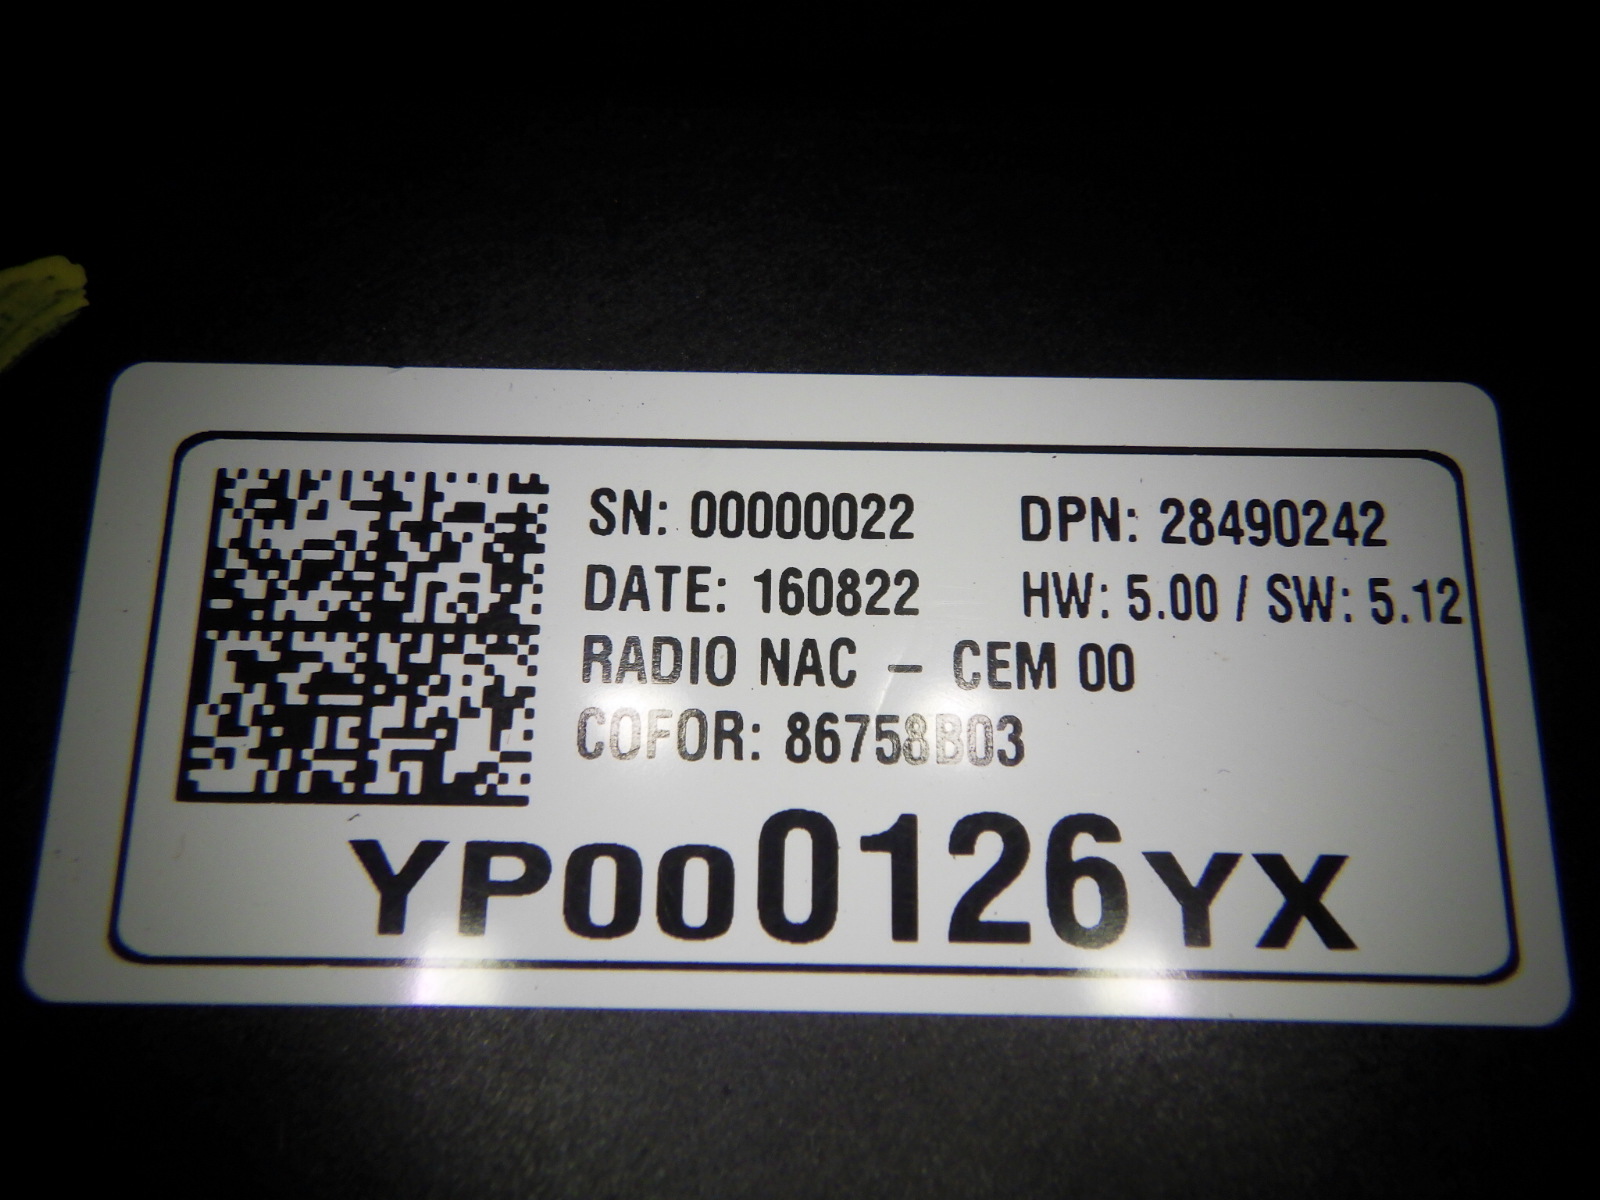 SN: 00000022 DPN: 28490242
DATE: 160822 HW: 5.00 / SW: 5.12
RADIO NAC - CEM 00
COFOR: 86758B03
YP000126YX